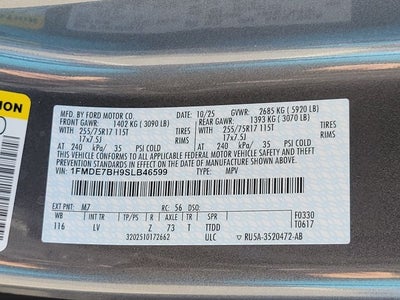 MFD. BY FORD MOTOR CO. 10/25 GVWR: 2685 KG ( 5920 LB)
FRONT GAWR: 1402 KG ( 3090 LB) REAR GAWR: 1393 KG ( 3070 LB)
255/75R17 115T TIRES 255/75R17 115T TIRES
17x7.5J RIMS 17x7.5J RIMS
AT 240 kPa/ 35 PSI COLD AT 240 kPa/ 35 PSI COLD
THIS VEHICLE CONFORMS TO ALL APPLICABLE FEDERAL MOTOR VEHICLE SAFETY AND THEFT
PREVENTION STANDARDS IN EFFECT ON THE DATE OF MANUFACTURE SHOWN ABOVE.
VIN: 1FMDE7BH9SLB46599 TYPE: MPV
EXT PNT: M7 RC: 56 DSO:
WB INT TR TP/PS R AXLE TR SPR F0330
116 LV Z 73 T TTDD T0617
3202510172662 ULC RU5A-3520472-AB